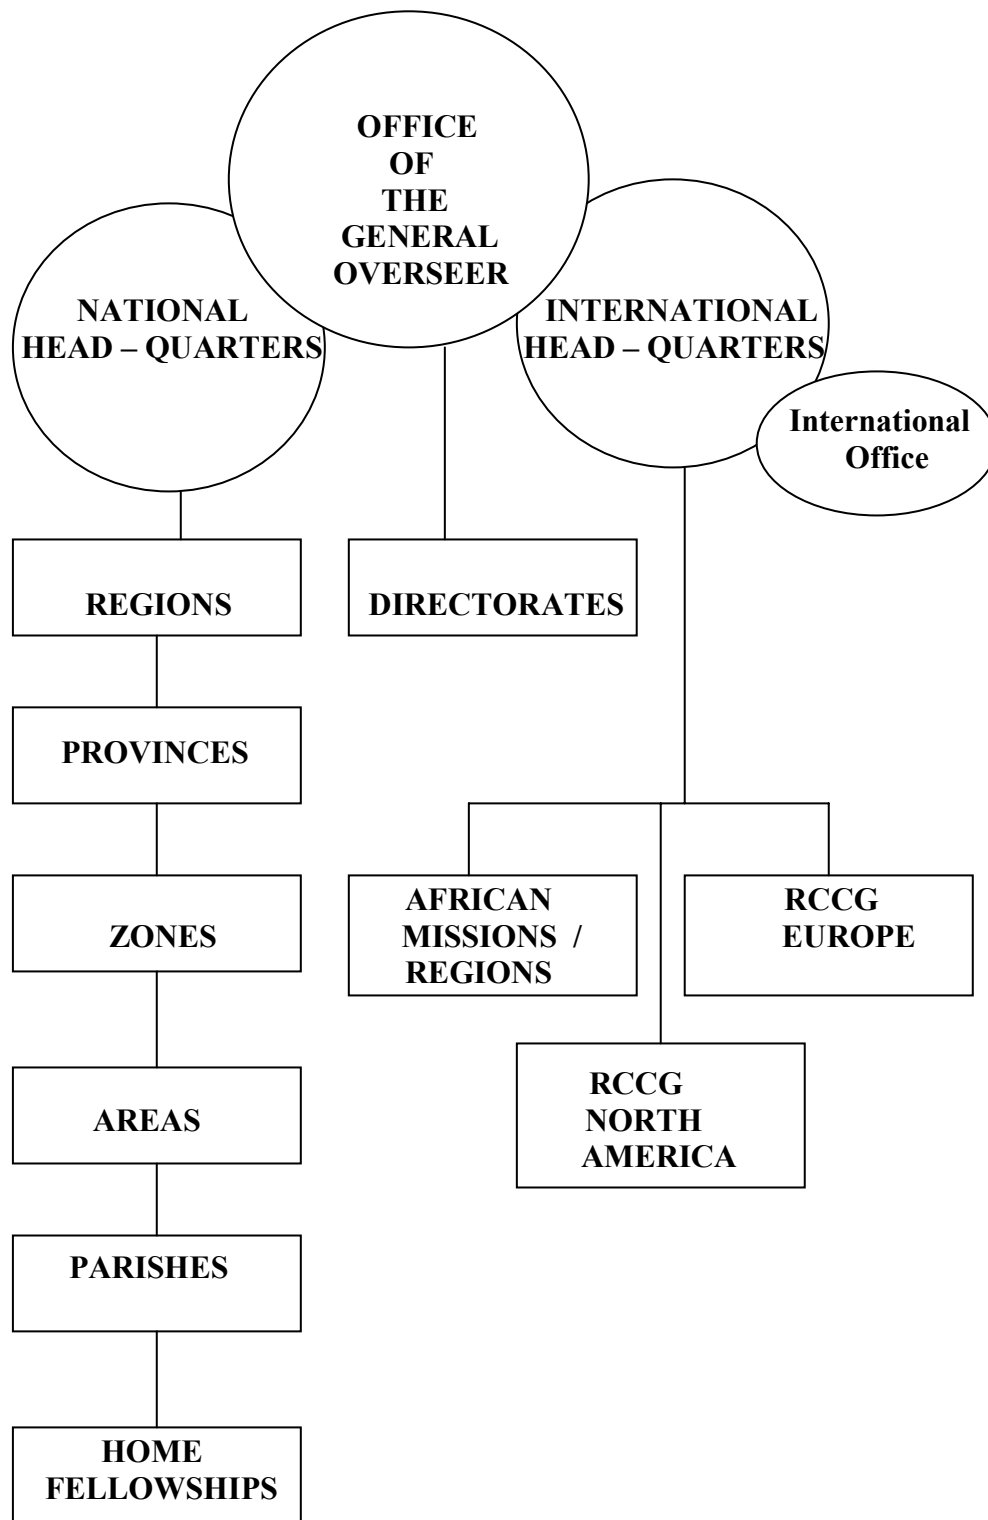 OFFICE
OF
THE
GENERAL
OVERSEER
NATIONAL
HEAD – QUARTERS
INTERNATIONAL
HEAD – QUARTERS
International
Office
REGIONS
DIRECTORATES
PROVINCES
ZONES
AFRICAN
MISSIONS /
REGIONS
RCCG
EUROPE
AREAS
RCCG
NORTH
AMERICA
PARISHES
HOME
FELLOWSHIPS